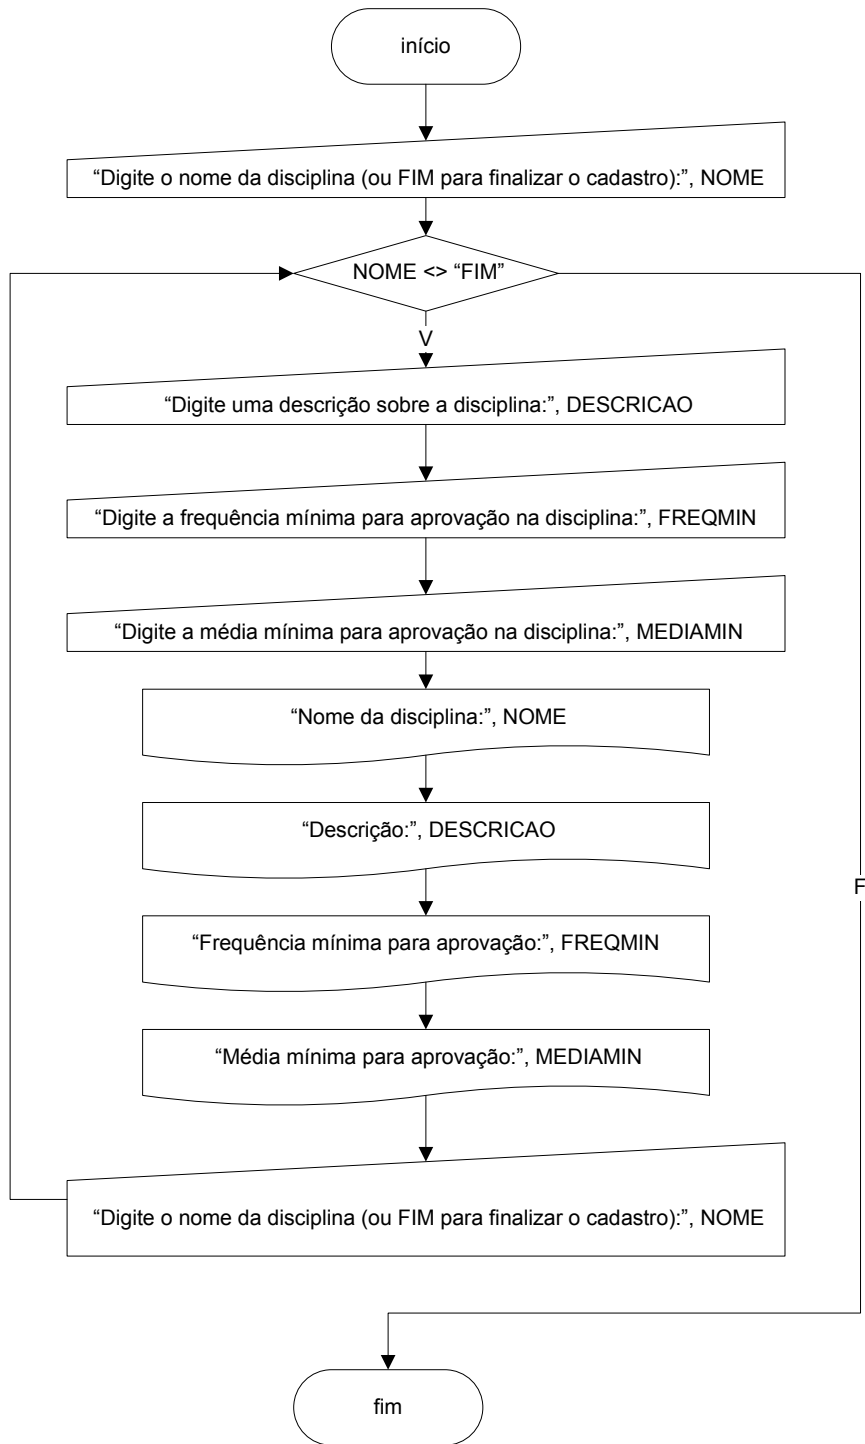 início
“Digite o nome da disciplina (ou FIM para finalizar o cadastro):”, NOME
NOME <> “FIM”
V
“Digite uma descrição sobre a disciplina:”, DESCRICAO
“Digite a frequência mínima para aprovação na disciplina:”, FREQMIN
“Digite a média mínima para aprovação na disciplina:”, MEDIAMIN
“Nome da disciplina:”, NOME
“Descrição:”, DESCRICAO
F
“Frequência mínima para aprovação:”, FREQMIN
“Média mínima para aprovação:”, MEDIAMIN
“Digite o nome da disciplina (ou FIM para finalizar o cadastro):”, NOME
fim